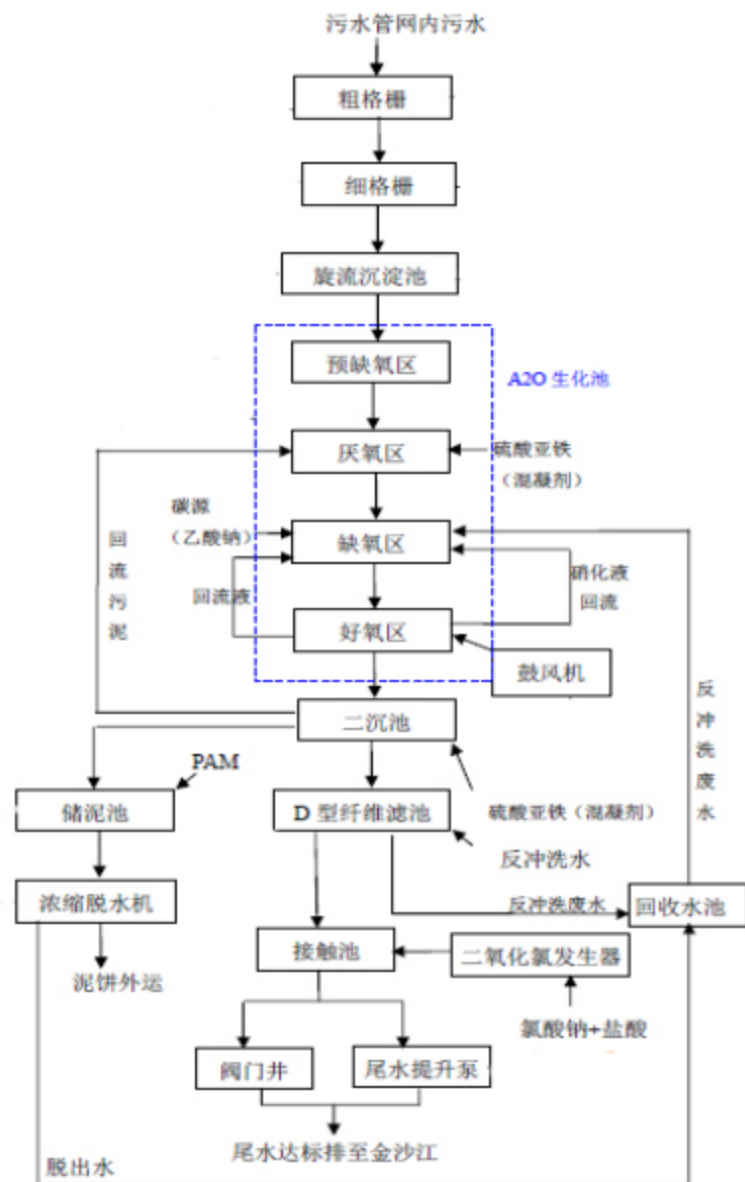 污水管网内污水
粗格栅
细格栅
旋流沉淀池
预缺氧区
A2O 生化池
厌氧区
硫酸亚铁
（混凝剂）
碳源
（乙酸钠）
缺氧区
回流污泥
回流液
硝化液
回流
好氧区
鼓风机
反冲洗废水
二沉池
PAM
储泥池
D 型纤维滤池
硫酸亚铁（混凝剂）
反冲洗水
浓缩脱水机
反冲洗废水
回收水池
接触池
二氧化氯发生器
泥饼外运
氯酸钠+盐酸
阀门井
尾水提升泵
尾水达标排至金沙江
脱出水